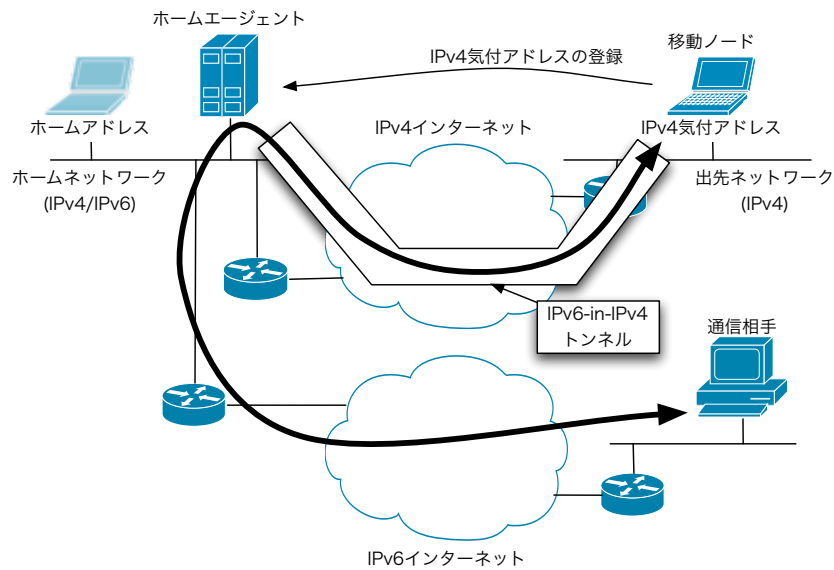 ホームエージェント
IPv4気付アドレスの登録
移動ノード
ホームアドレス
IPv4インターネット
IPv4気付アドレス
ホームネットワーク
(IPv4/IPv6)
出先ネットワーク
(IPv4)
IPv6-in-IPv4
トンネル
通信相手
IPv6インターネット